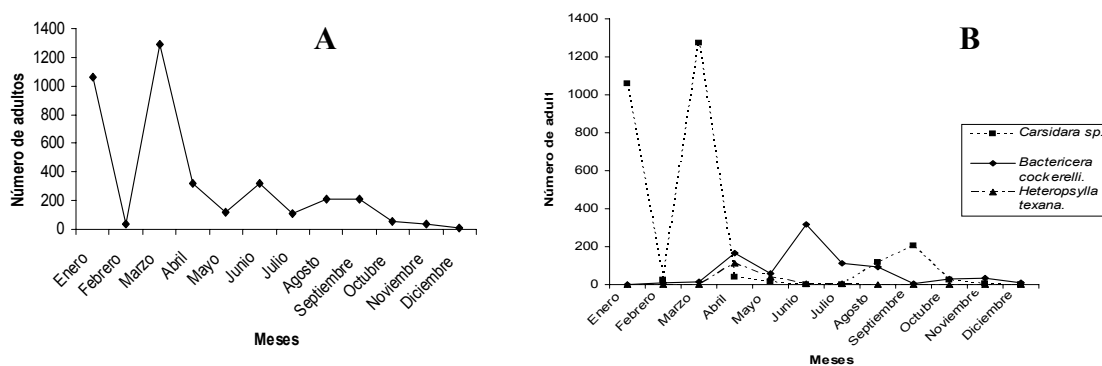 A
Número de adultos
1400
1200
1000
800
600
400
200
0
Enero
Febrero
Marzo
Abril
Mayo
Junio
Julio
Agosto
Septiembre
Octubre
Noviembre
Diciembre
Meses
B
Número de adul1
1400
1200
1000
800
600
400
200
0
Enero
Febrero
Marzo
Abril
Mayo
Junio
Julio
Agosto
Septiembre
Octubre
Noviembre
Diciembre
Meses
Carsidara sp.
Bactericera
cockerelli.
Heteropsylla
texana.